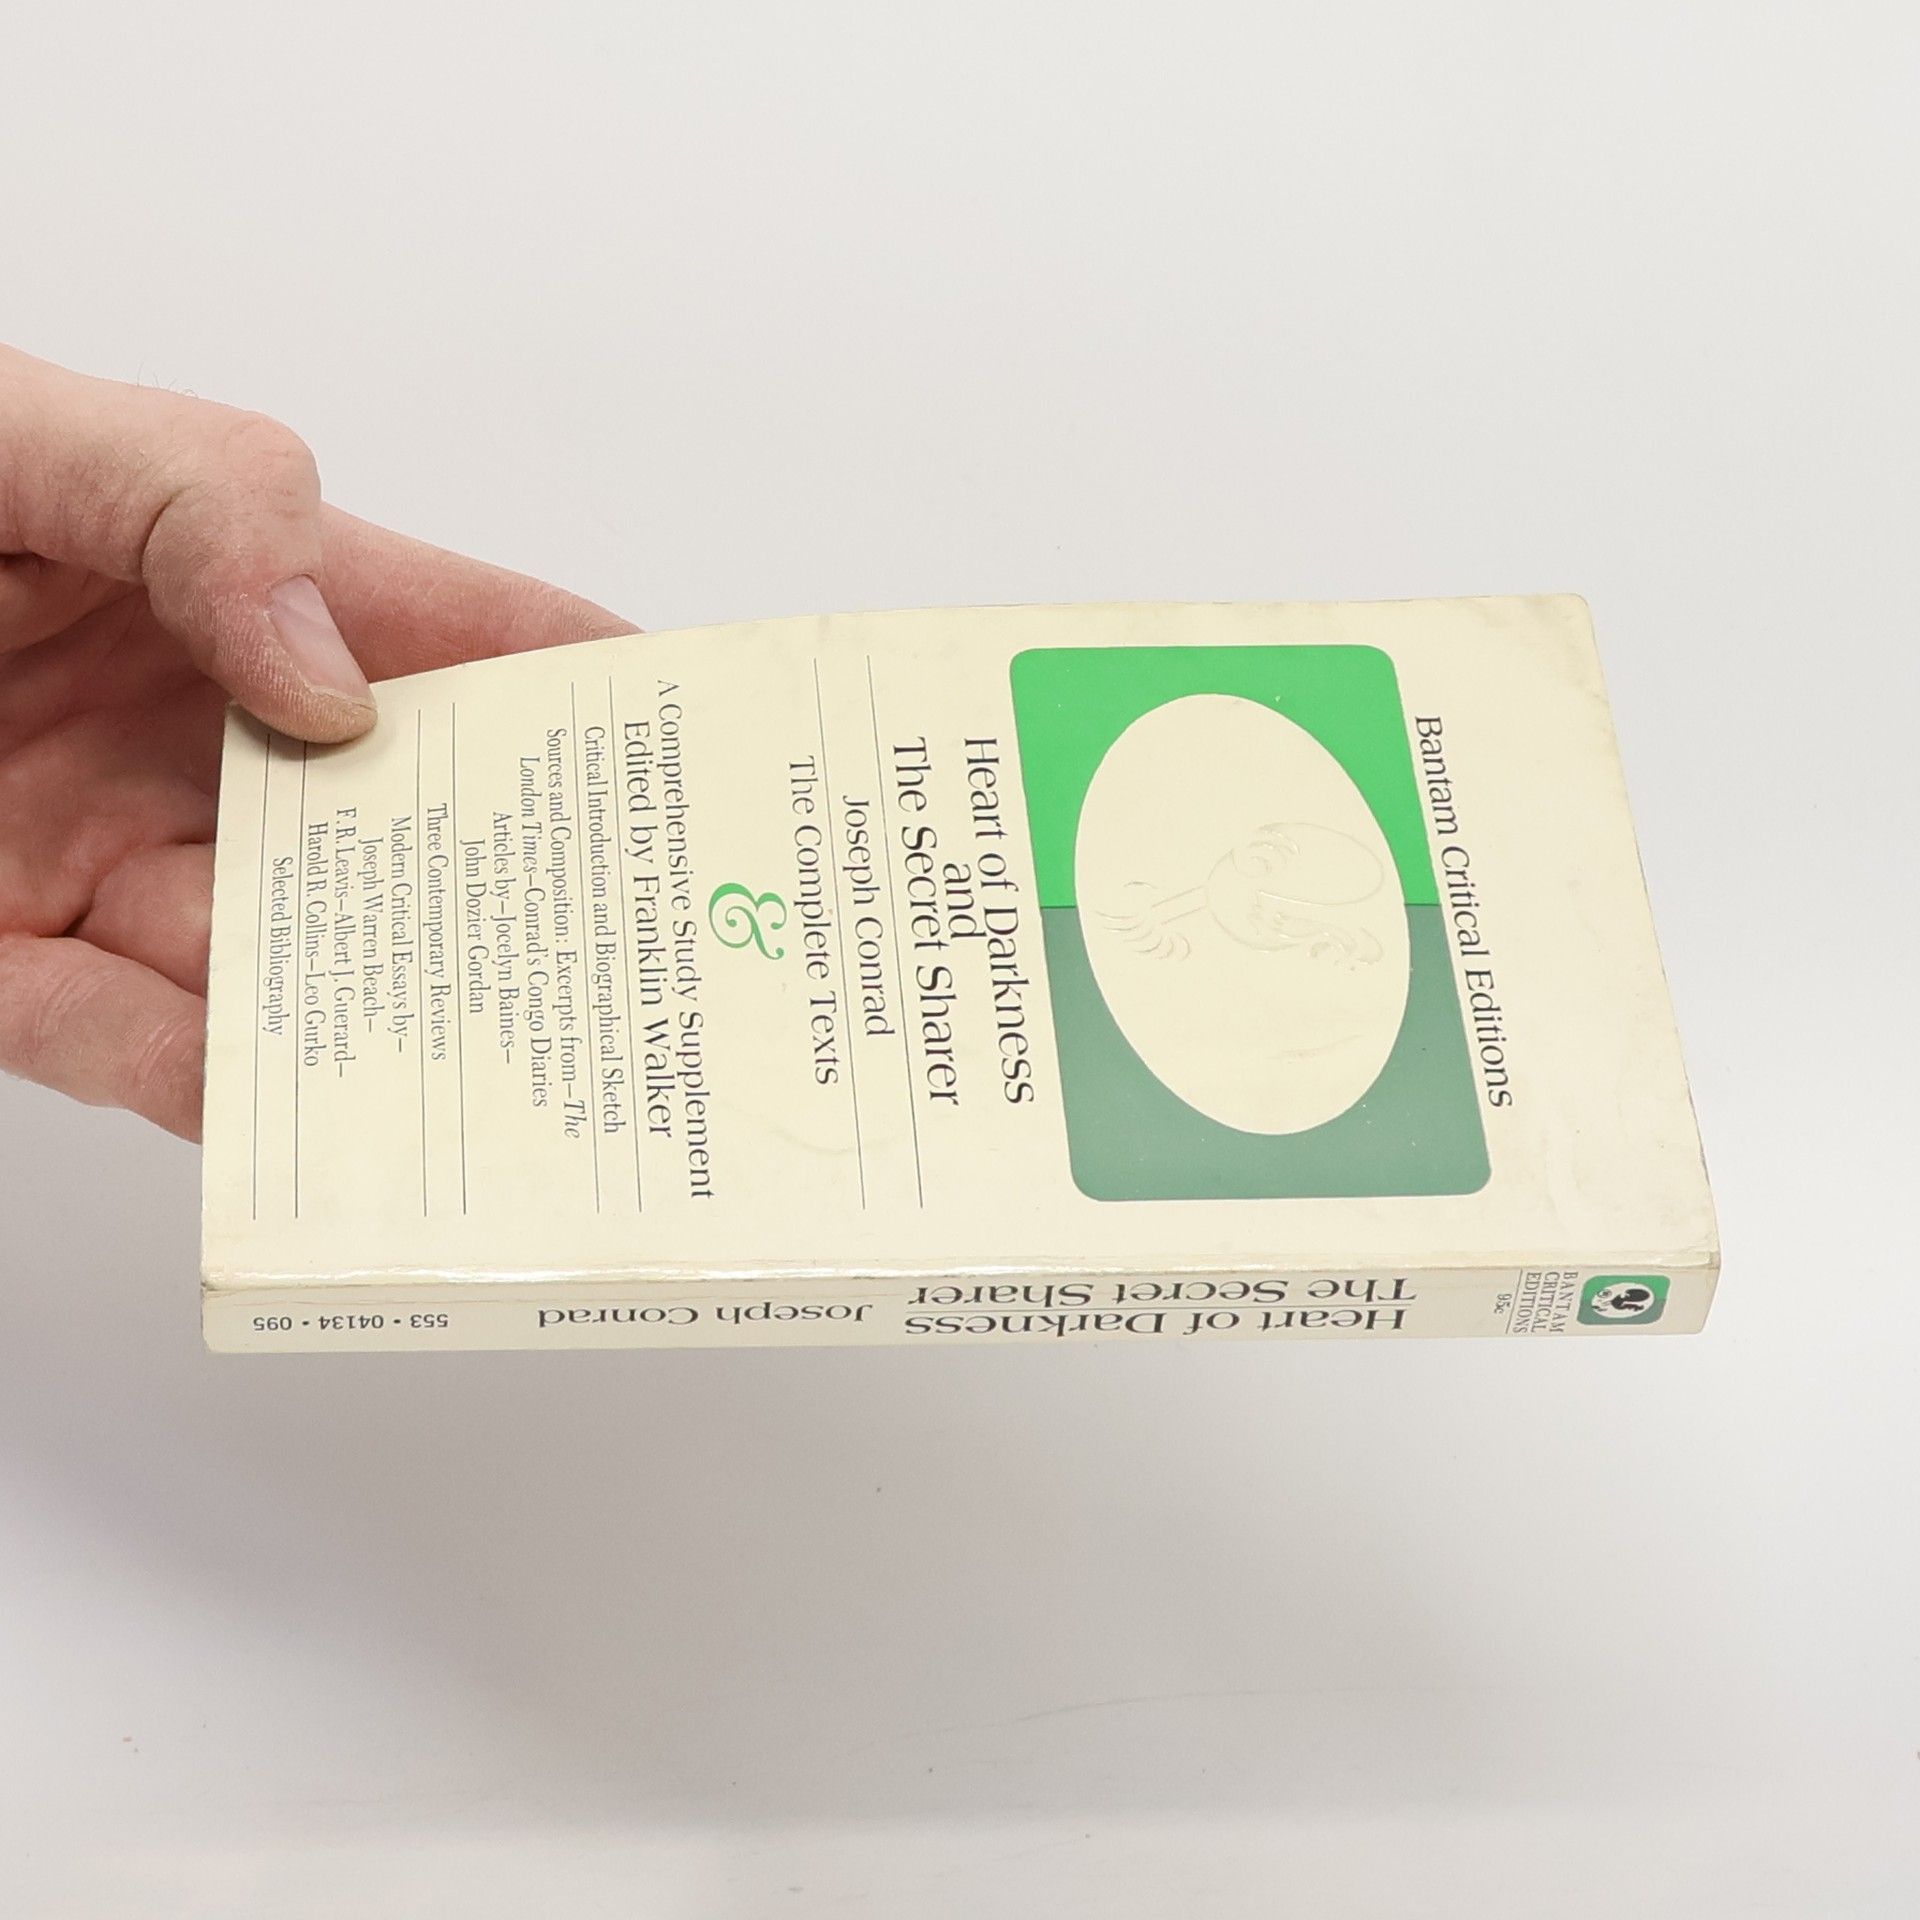 Bantam Critical Editions
Heart of Darkness
and
The Secret Sharer
Joseph Conrad
The Complete Texts
&
A Comprehensive Study Supplement
Edited by Franklin Walker
Critical Introduction and Biographical Sketch
Sources and Composition: Excerpts from–The
London Times–Conrad's Congo Diaries
Articles by–Jocelyn Baines–
John Dozier Gordan
Three Contemporary Reviews
Modern Critical Essays by–
Joseph Warren Beach–
F. R. Leavis–Albert J. Guerard–
Harold R. Collins–Leo Gurko
Selected Bibliography
BANTAM
CRITICAL
EDITIONS
95c
Heart of Darkness
The Secret Sharer
Joseph Conrad
553 • 04134 • 095